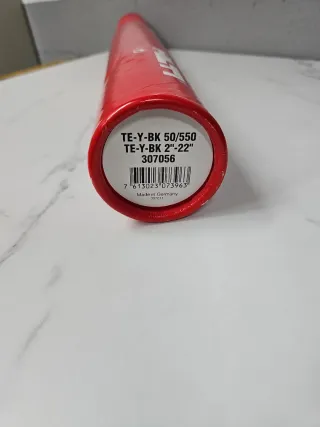 TE-Y-BK 50/550
TE-Y-BK 2"-22"
307056
7 613023 073963
Made in Germany